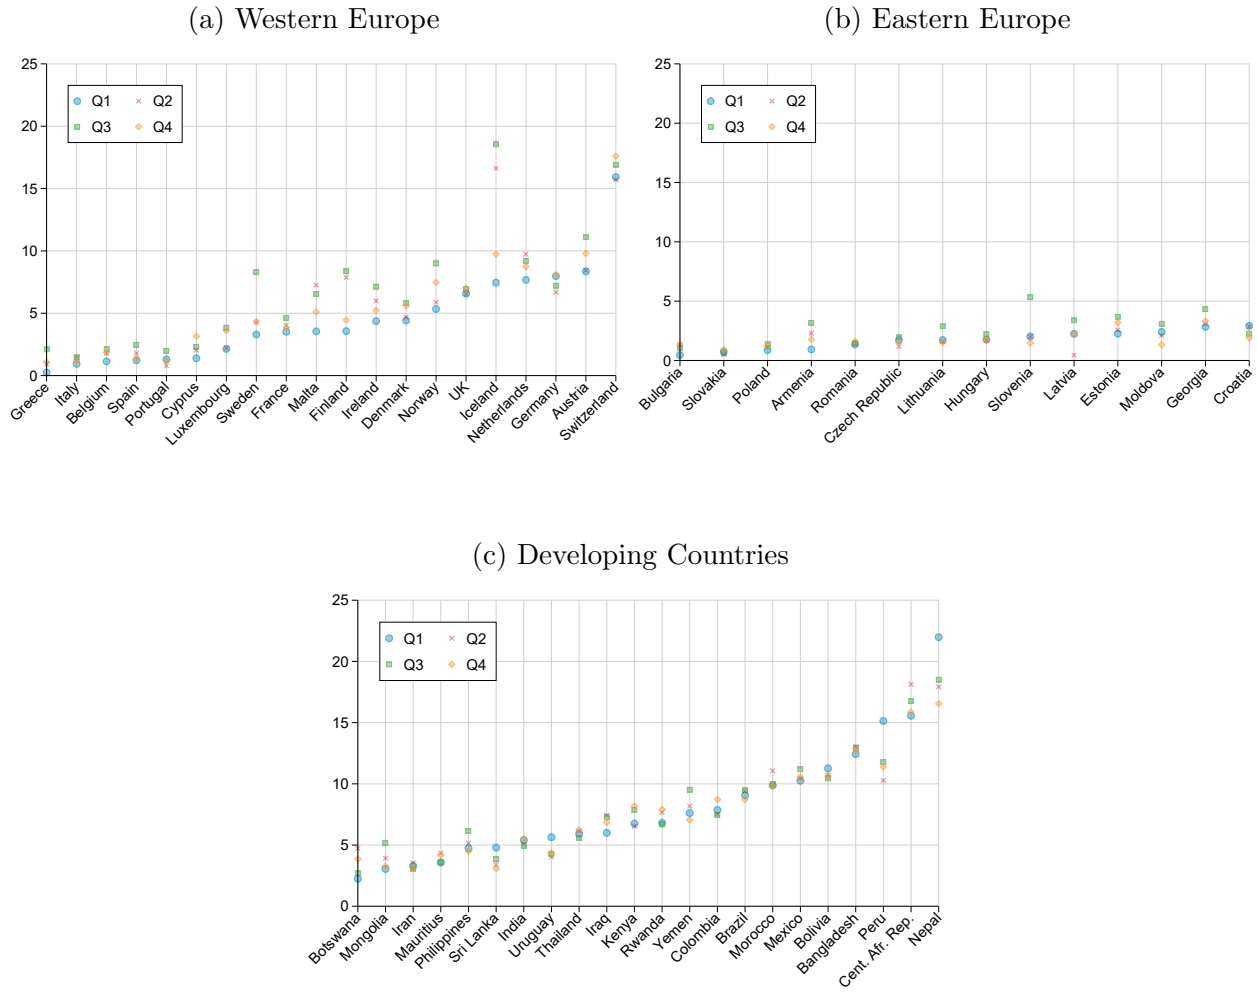 (a) Western Europe
25
20
15
10
5
0
Q1 Q2
Q3 Q4
Greece
Italy
Belgium
Spain
Portugal
Cyprus
Luxembourg
Sweden
France
Malta
Finland
Ireland
Denmark
Norway
UK
Iceland
Netherlands
Germany
Austria
Switzerland
(b) Eastern Europe
25
20
15
10
5
0
Q1 Q2
Q3 Q4
Bulgaria
Slovakia
Poland
Armenia
Romania
Czech Republic
Lithuania
Hungary
Slovenia
Latvia
Estonia
Moldova
Georgia
Croatia
(c) Developing Countries
25
20
15
10
5
0
Q1 Q2
Q3 Q4
Botswana
Mongolia
Iran
Mauritius
Philippines
Sri Lanka
India
Uruguay
Thailand
Iraq
Kenya
Rwanda
Yemen
Colombia
Brazil
Morocco
Mexico
Bolivia
Bangladesh
Peru
Cent. Afr. Rep.
Nepal